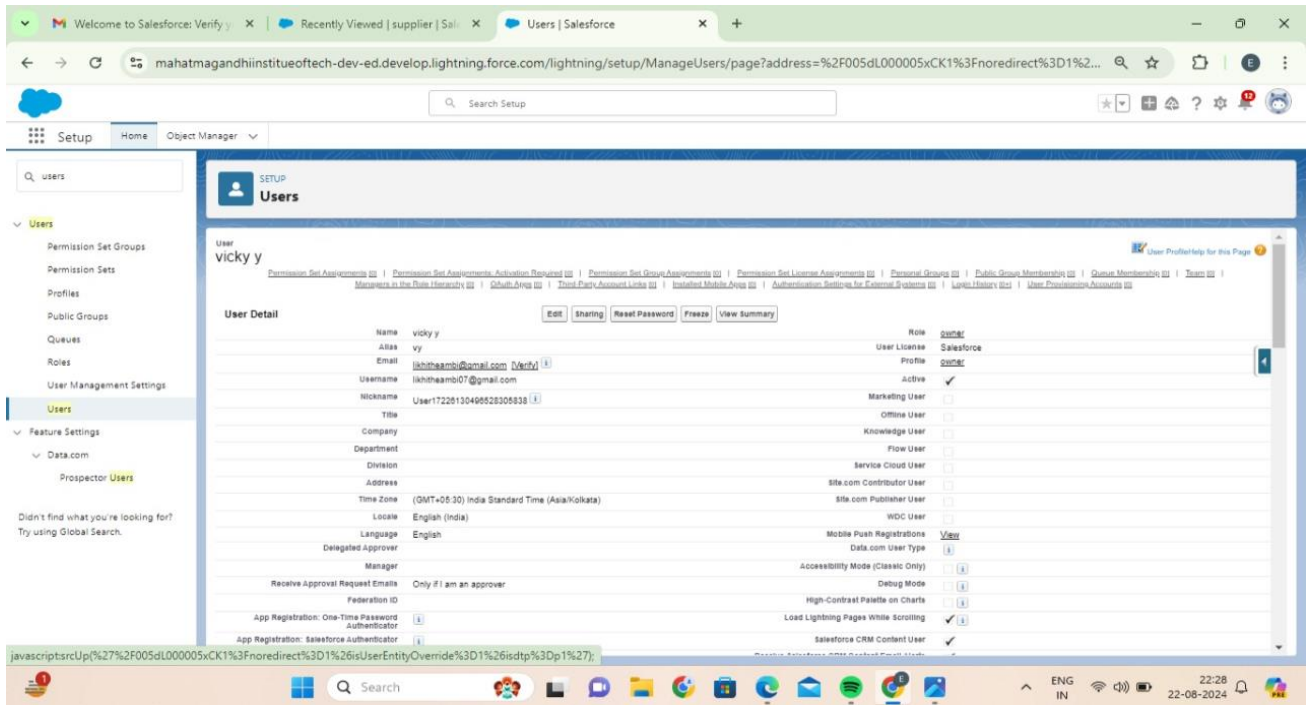 Welcome to Salesforce: Verify y
Recently Viewed | supplier | Sal
Users | Salesforce
mahatmagandhiinstitueoftech-dev-ed.develop.lightning.force.com/lightning/setup/ManageUsers/page?address=%2F005dL000005xCK1%3Fnoredirect%3D1%2...
E
Search Setup
12
Setup Home Object Manager
users
SETUP
Users
Users
Permission Set Groups
Permission Sets
Profiles
Public Groups
Queues
Roles
User Management Settings
Users
Feature Settings
Data.com
Prospector Users
Didn't find what you're looking for?
Try using Global Search.
User
vicky y
User Profile Help for this Page
Permission Set Assignments [0] | Permission Set Assignments: Activation Required [0] | Permission Set Group Assignments [0] | Permission Set License Assignments [0] | Personal Groups [0] | Public Group Membership [0] | Queue Membership [0] | Team [0] |
Managers in the Role Hierarchy [0] | OAuth Apps [0] | Third-Party Account Links [0] | Installed Mobile Apps [0] | Authentication Settings for External Systems [0] | Login History [0+] | User Provisioning Accounts [0]
User Detail Edit Sharing Reset Password Freeze View Summary
Name vicky y Role owner
Alias vy User License Salesforce
Email likhitheambi@gmail.com [Verify] Profile owner
Username likhitheambi07@gmail.com Active
Nickname Marketing User
Title Offline User
Company Knowledge User
Department Flow User
Division Service Cloud User
Address Site.com Contributor User
Time Zone (GMT+05:30) India Standard Time (Asia/Kolkata) Site.com Publisher User
Locale English (India) WDC User
Language English Mobile Push Registrations View
Delegated Approver Data.com User Type
Manager Accessibility Mode (Classic Only)
Receive Approval Request Emails Only if I am an approver Debug Mode
Federation ID High-Contrast Palette on Charts
App Registration: One-Time Password Authenticator Load Lightning Pages While Scrolling
App Registration: Salesforce Authenticator Salesforce CRM Content User
Receive Salesforce CRM Content Email Alerts
javascript:srcUp(%27%2F005dL000005xCK1%3Fnoredirect%3D1%26isUserEntityOverride%3D1%26isdtp%3Dp1%27);
1
Search
ENG
IN
22:28
22-08-2024
PRE